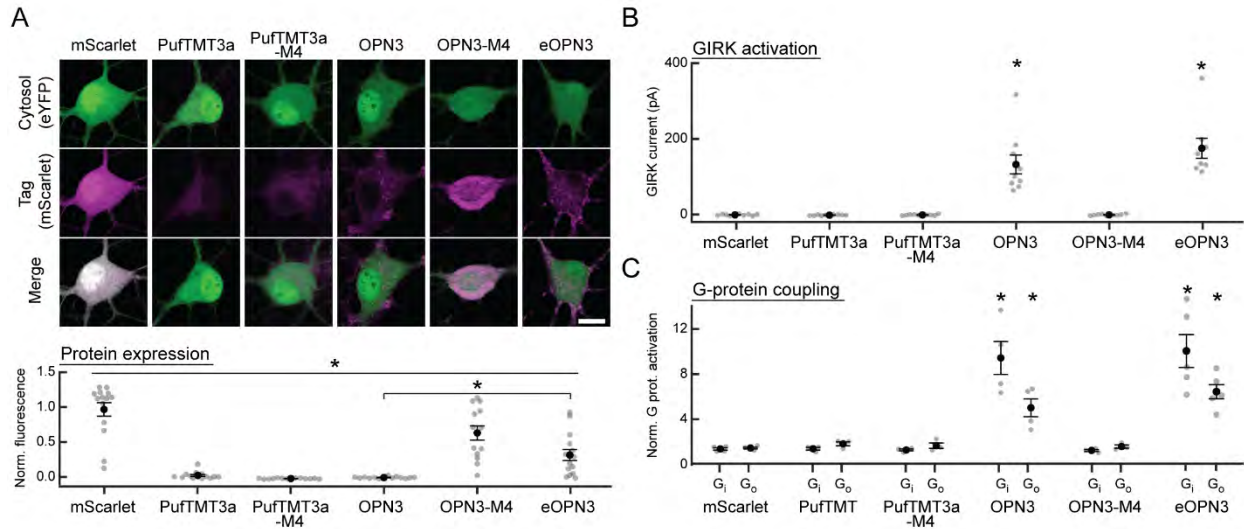 A
mScarlet PufTMT3a PufTMT3a
-M4 OPN3 OPN3-M4 eOPN3
Cytosol
(eYFP)
Tag
(mScarlet)
Merge
Protein expression
*
*
Norm. fluorescence
1.5
1.0
0.5
0.0
mScarlet PufTMT3a PufTMT3a
-M4 OPN3 OPN3-M4 eOPN3
B
GIRK activation
* *
GIRK current (pA)
400
200
0
mScarlet PufTMT3a PufTMT3a
-M4 OPN3 OPN3-M4 eOPN3
C
G-protein coupling
* * * *
Norm. G prot. activation
12
8
4
0
Gi Go Gi Go Gi Go Gi Go Gi Go Gi Go
mScarlet PufTMT PufTMT3a
-M4 OPN3 OPN3-M4 eOPN3